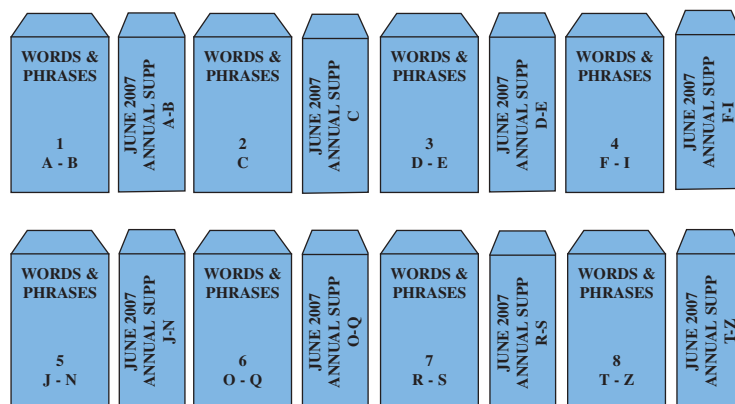 WORDS &
PHRASES
1
A - B
JUNE 2007
ANNUAL SUPP
A-B
WORDS &
PHRASES
2
C
JUNE 2007
ANNUAL SUPP
C
WORDS &
PHRASES
3
D - E
JUNE 2007
ANNUAL SUPP
D-E
WORDS &
PHRASES
4
F - I
JUNE 2007
ANNUAL SUPP
F-I
WORDS &
PHRASES
5
J - N
JUNE 2007
ANNUAL SUPP
J-N
WORDS &
PHRASES
6
O - Q
JUNE 2007
ANNUAL SUPP
O-Q
WORDS &
PHRASES
7
R - S
JUNE 2007
ANNUAL SUPP
R-S
WORDS &
PHRASES
8
T - Z
JUNE 2007
ANNUAL SUPP
T-Z